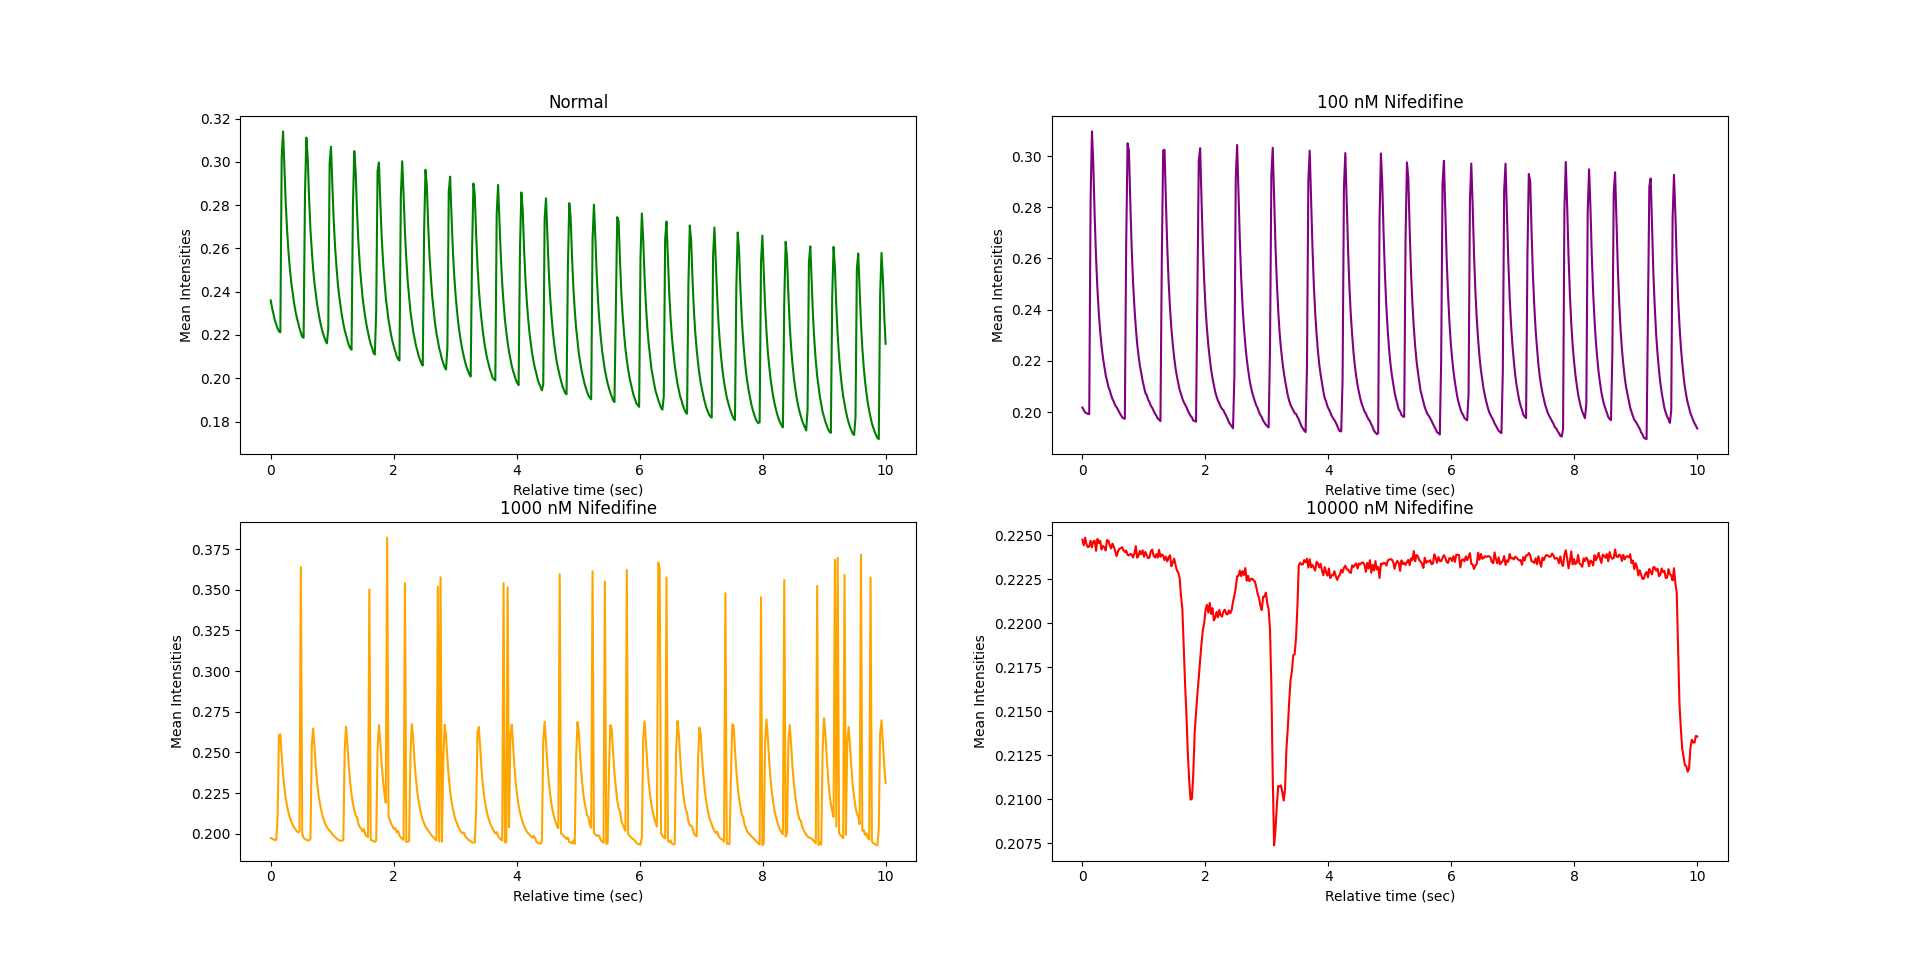 Normal
0.32
0.30
0.28
0.26
0.24
0.22
0.20
0.18
Mean Intensities
0 2 4 6 8 10
Relative time (sec)
100 nM Nifedifine
0.30
0.28
0.26
0.24
0.22
0.20
Mean Intensities
0 2 4 6 8 10
Relative time (sec)
1000 nM Nifedifine
0.375
0.350
0.325
0.300
0.275
0.250
0.225
0.200
Mean Intensities
0 2 4 6 8 10
Relative time (sec)
10000 nM Nifedifine
0.2250
0.2225
0.2200
0.2175
0.2150
0.2125
0.2100
0.2075
Mean Intensities
0 2 4 6 8 10
Relative time (sec)